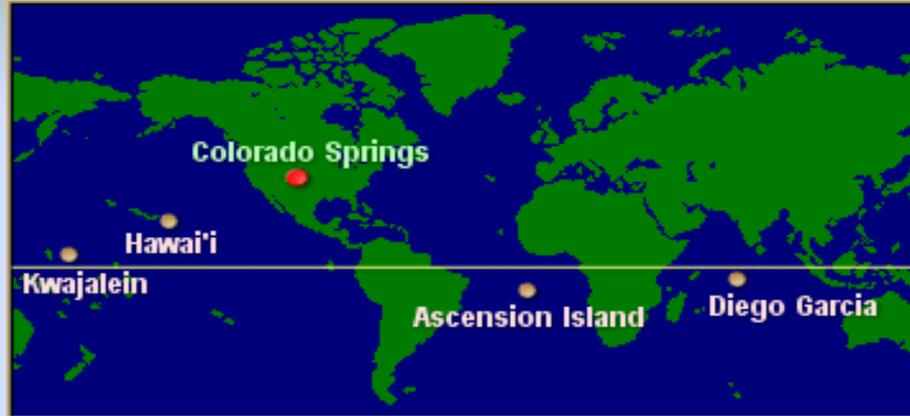 Colorado Springs
Hawai'i
Kwajalein
Ascension Island
Diego Garcia